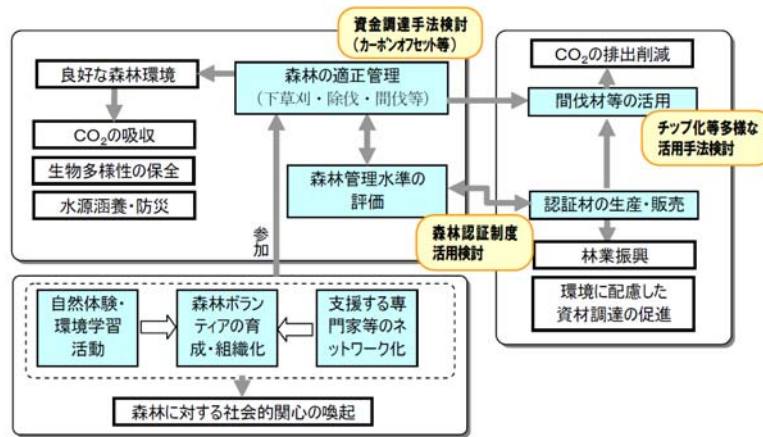 資金調達手法検討
（カーボンオフセット等）
良好な森林環境
森林の適正管理
（下草刈・除伐・間伐等）
CO₂の吸収
生物多様性の保全
水源涵養・防災
森林管理水準の
評価
参加
CO₂の排出削減
間伐材等の活用
チップ化等多様な
活用手法検討
認証材の生産・販売
森林認証制度
活用検討
林業振興
環境に配慮した
資材調達の促進
自然体験・
環境学習
活動
森林ボラン
ティアの育
成・組織化
支援する専
門家等のネ
ットワーク化
森林に対する社会的関心の喚起